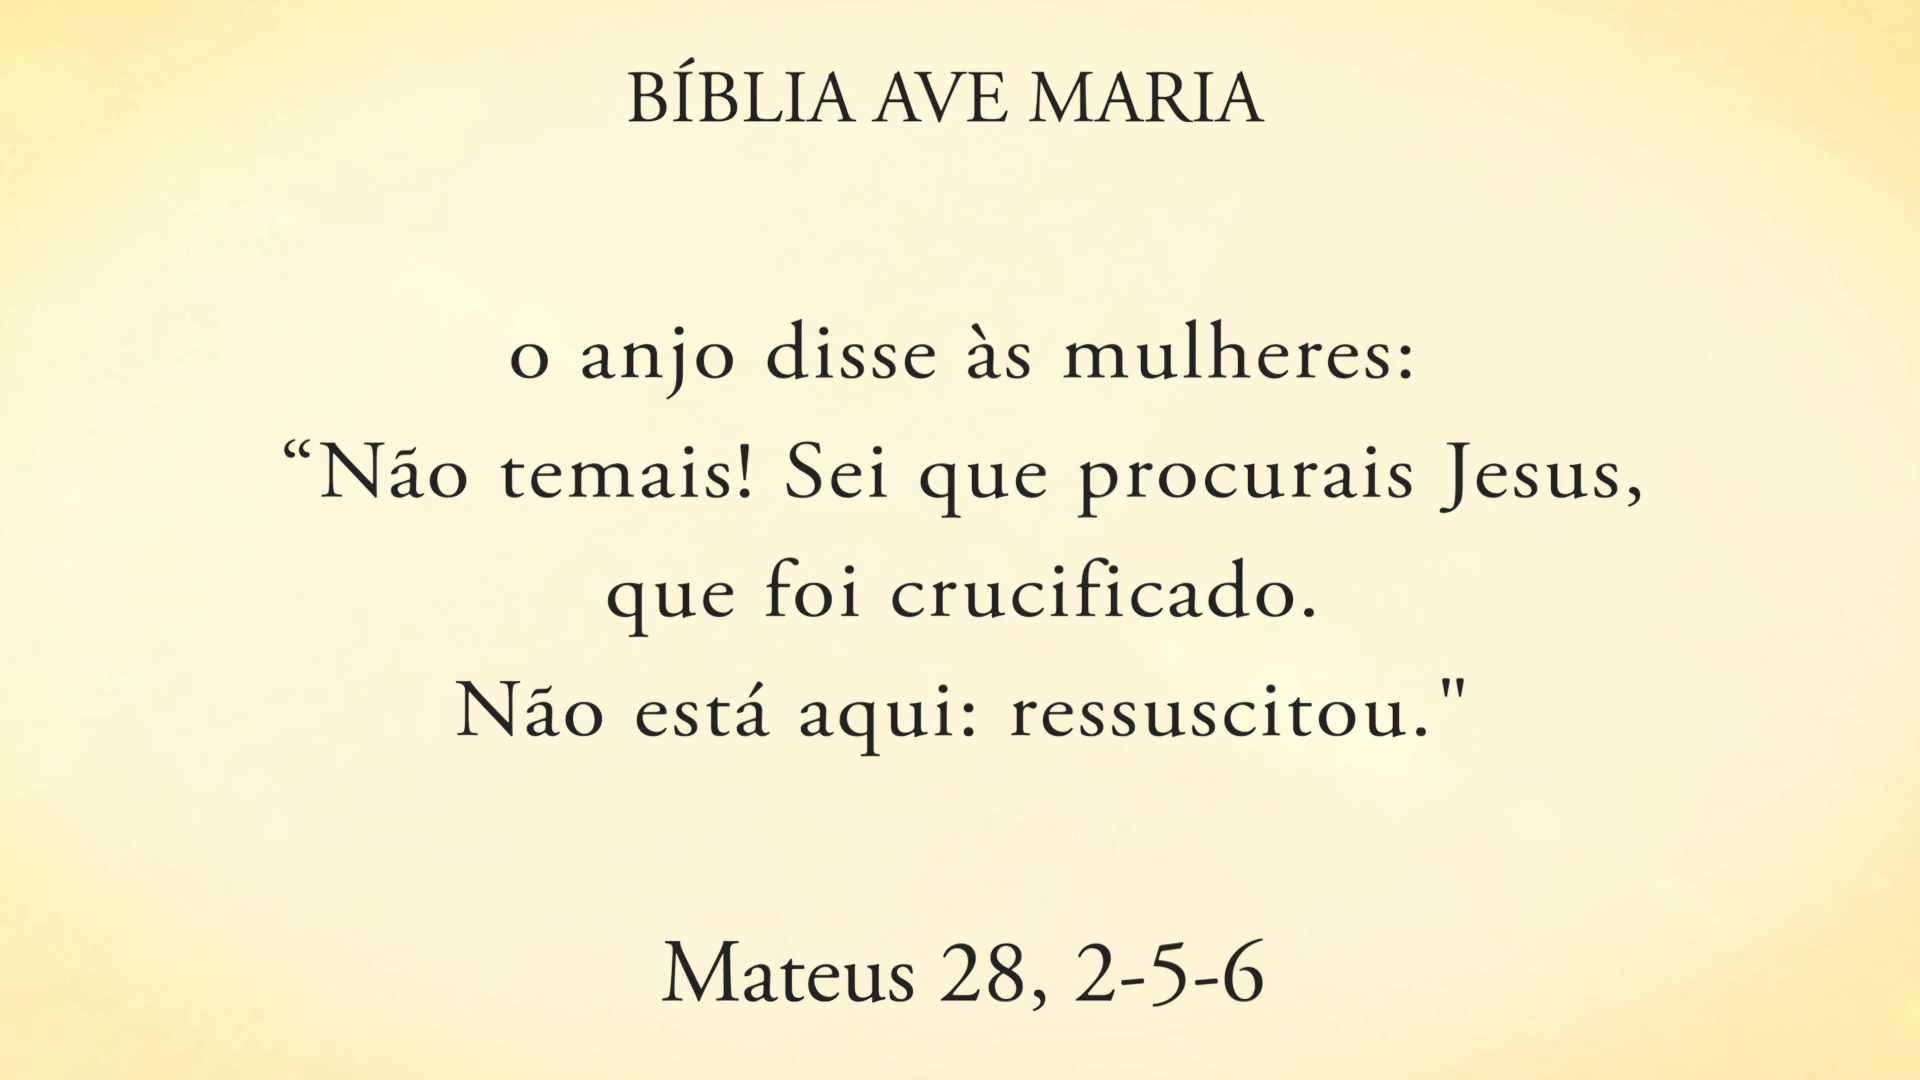 BÍBLIA AVE MARIA
o anjo disse às mulheres:
“Não temais! Sei que procurais Jesus,
que foi crucificado.
Não está aqui: ressuscitou."
Mateus 28, 2-5-6